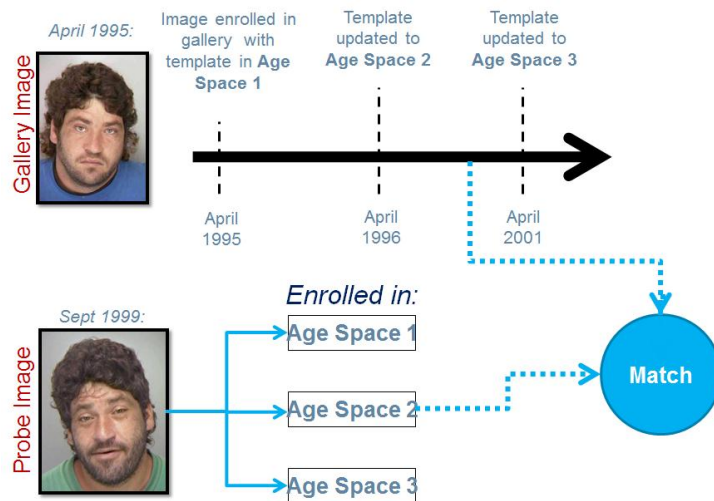 April 1995:
Gallery Image
Image enrolled in
gallery with
template in Age
Space 1
Template
updated to
Age Space 2
Template
updated to
Age Space 3
April
1995
April
1996
April
2001
Sept 1999:
Probe Image
Enrolled in:
Age Space 1
Age Space 2
Age Space 3
Match